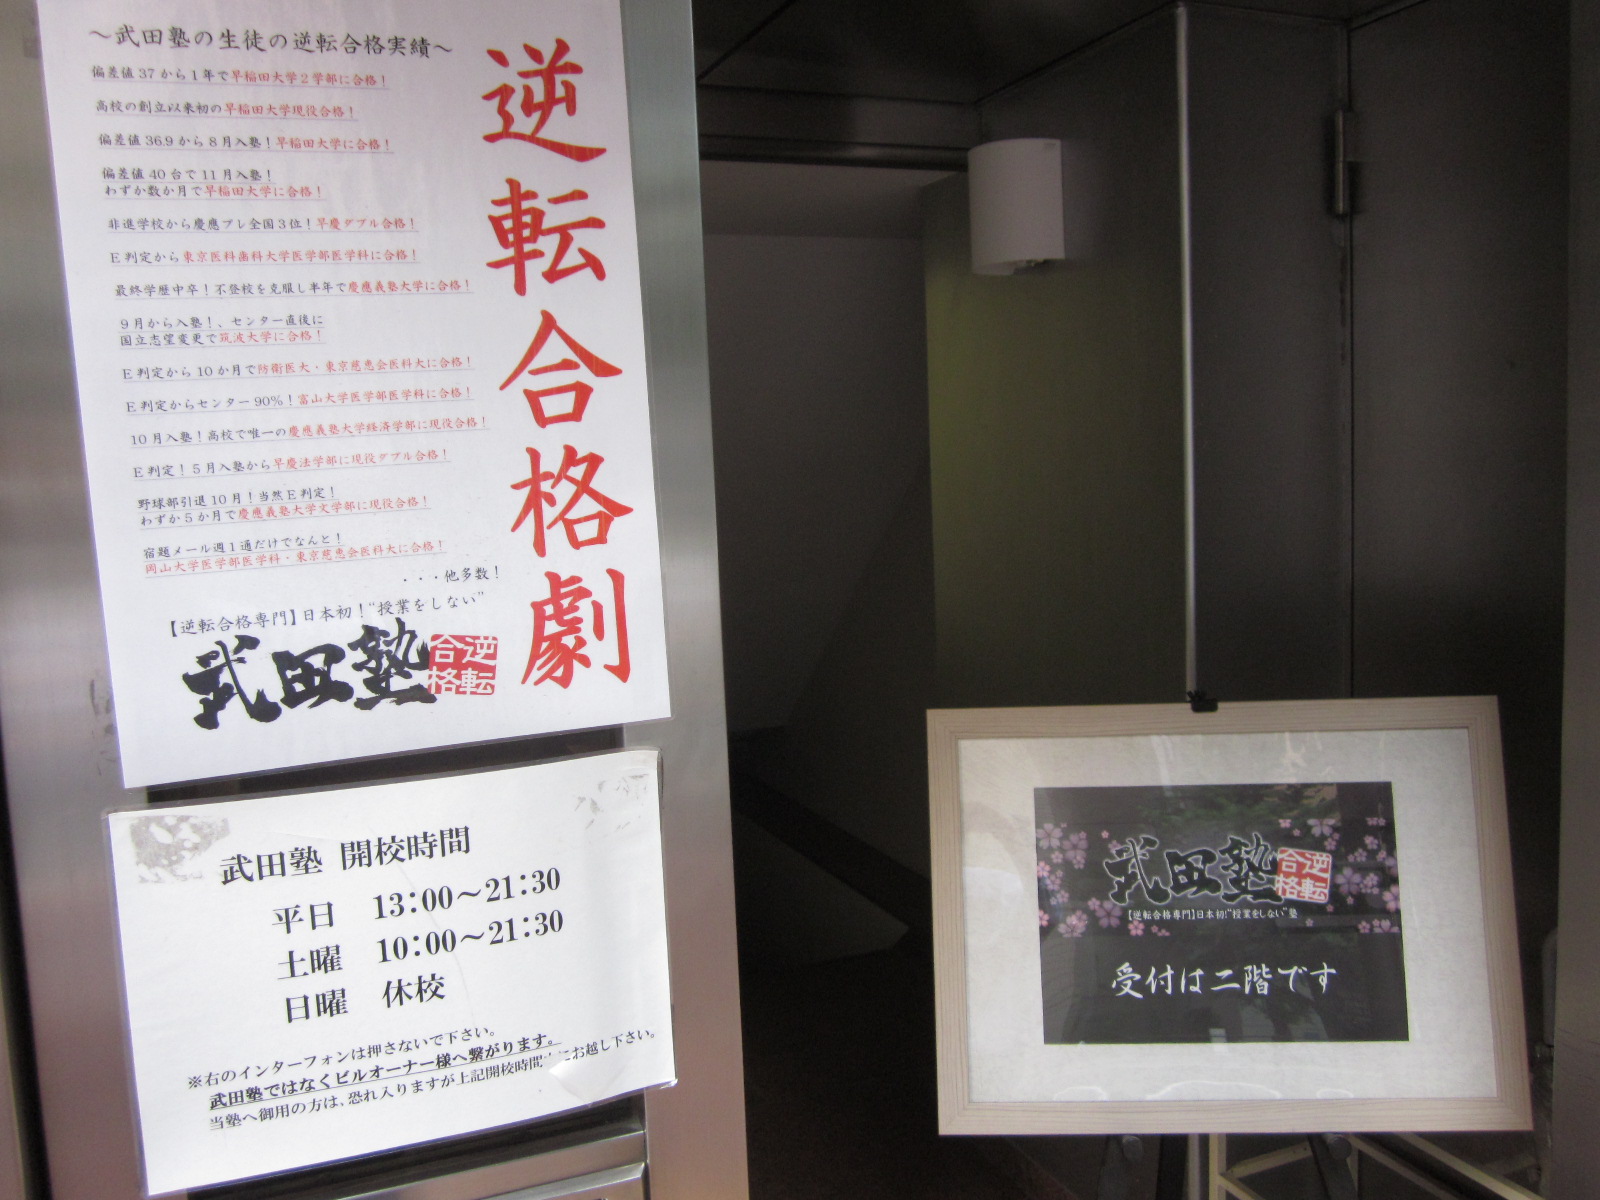 ～武田塾の生徒の逆転合格実績～
偏差値37から1年で早稲田大学2学部に合格！
高校の創立以来初の早稲田大学現役合格！
偏差値36.9から8月入塾！早稲田大学に合格！
偏差値40台で11月入塾！
わずか数か月で早稲田大学に合格！
非進学校から慶應プレ全国3位！早慶ダブル合格！
E判定から東京医科歯科大学医学部医学科に合格！
最終学歴中卒！不登校を克服し半年で慶應義塾大学に合格！
9月から入塾！、センター直後に
国立志望変更で筑波大学に合格！
E判定から10か月で防衛医大・東京慈恵会医科大に合格！
E判定からセンター90%！富山大学医学部医学科に合格！
10月入塾！高校で唯一の慶應義塾大学経済学部に現役合格！
E判定！5月入塾から早慶法学部に現役ダブル合格！
野球部引退10月！当然E判定！
わずか5か月で慶應義塾大学文学部に現役合格！
宿題メール週1通だけでなんと！
岡山大学医学部医学科・東京慈恵会医科大に合格！
・・・他多数！
逆転合格劇
【逆転合格専門】日本初！"授業をしない"
武田塾 逆転合格
武田塾 開校時間
平日 13:00～21:30
土曜 10:00～21:30
日曜 休校
※右のインターフォンは押さないで下さい。
武田塾ではなくビルオーナー様へ繋がります。
当塾へ御用の方は、恐れ入りますが上記開校時間にお越し下さい。
武田塾 逆転合格
【逆転合格専門】日本初！"授業をしない"塾
受付は二階です